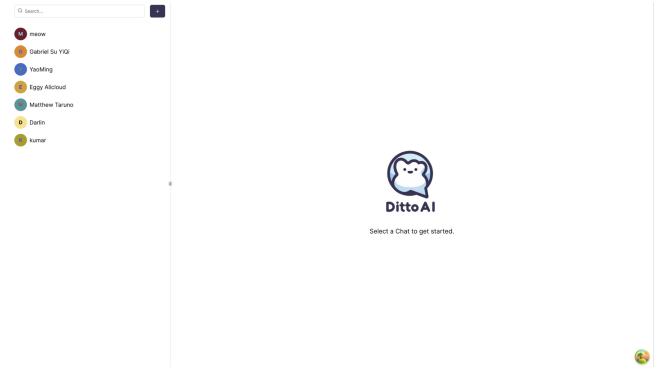 Search...
+
M meow
Gabriel Su YiQi
YaoMing
E Eggy Alicloud
Matthew Taruno
D Darlin
K kumar
DittoAI
Select a Chat to get started.